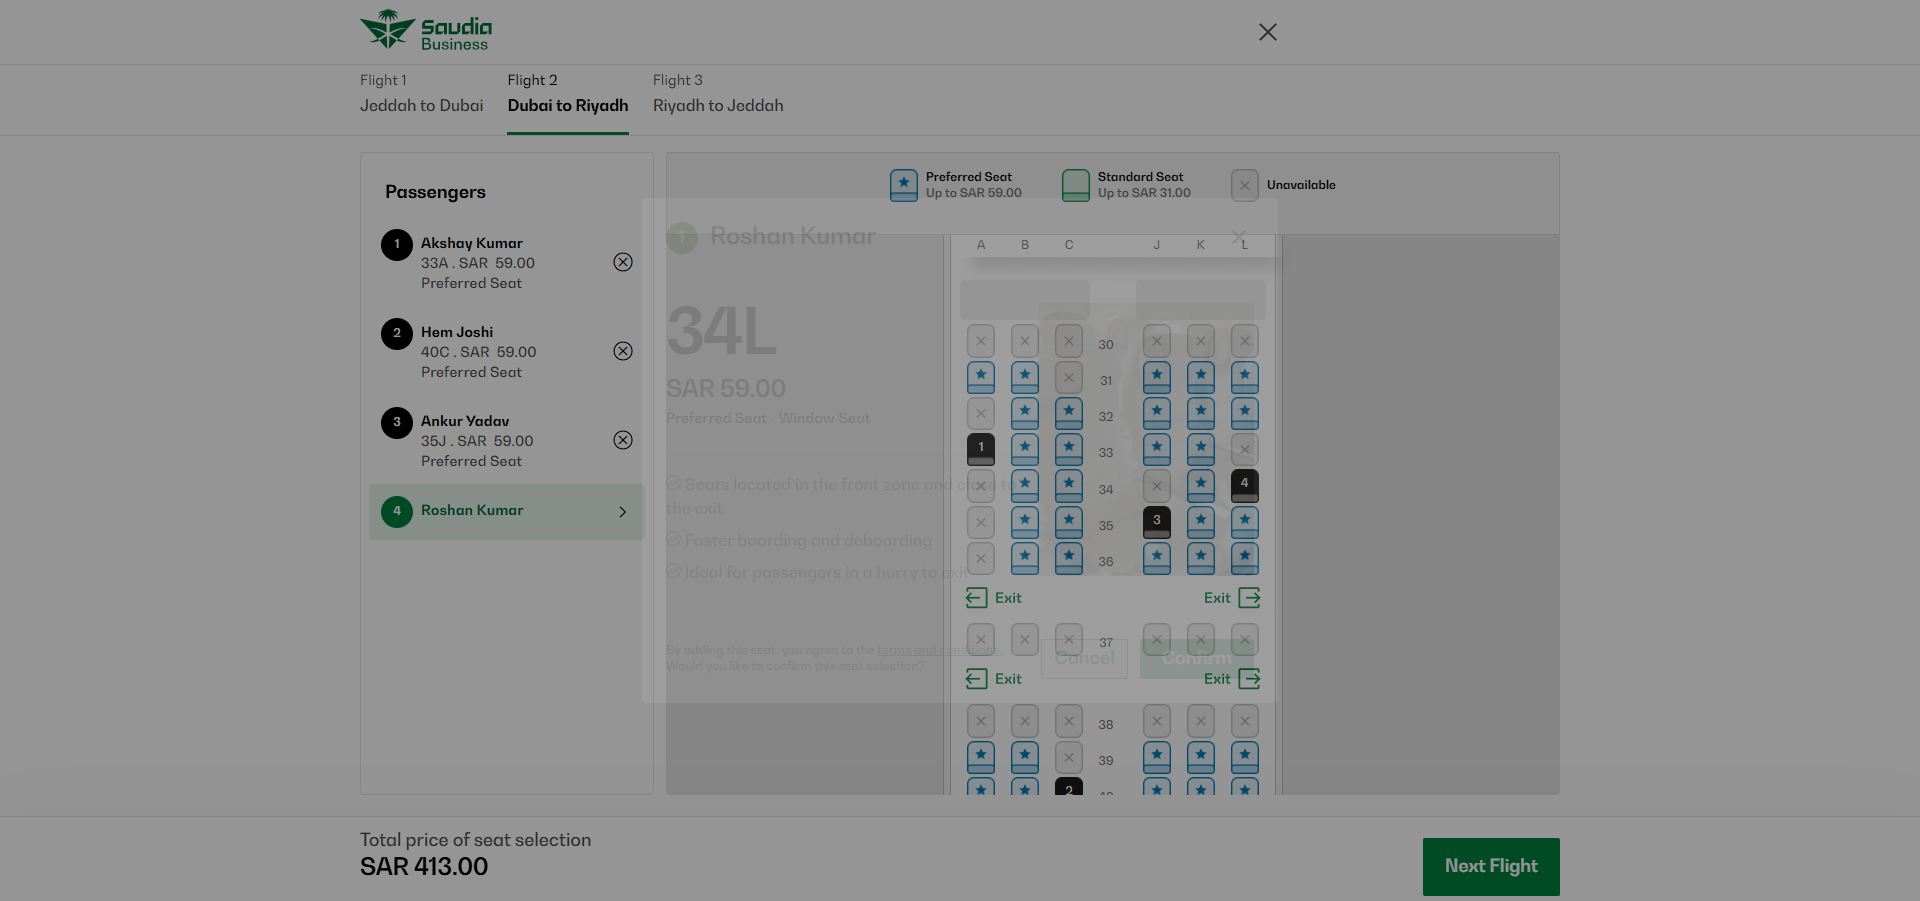 Saudia
Business
Flight 1
Jeddah to Dubai
Flight 2
Dubai to Riyadh
Flight 3
Riyadh to Jeddah
Passengers
1
Akshay Kumar
33A . SAR 59.00
Preferred Seat
2
Hem Joshi
40C . SAR 59.00
Preferred Seat
3
Ankur Yadav
35J . SAR 59.00
Preferred Seat
4
Roshan Kumar
Preferred Seat
Up to SAR 59.00
Standard Seat
Up to SAR 31.00
Unavailable
1
Roshan Kumar
34L
SAR 59.00
Preferred Seat - Window Seat
Seats located in the front zone and close to
the exit
Faster boarding and deboarding
Ideal for passengers in a hurry to exit
By adding this seat, you agree to the terms and conditions.
Would you like to confirm this seat selection?
Cancel
Confirm
A B C J K L
30
31
32
1 33
34 4
35 3
36
Exit Exit
37
Exit Exit
38
39
2
Total price of seat selection
SAR 413.00
Next Flight